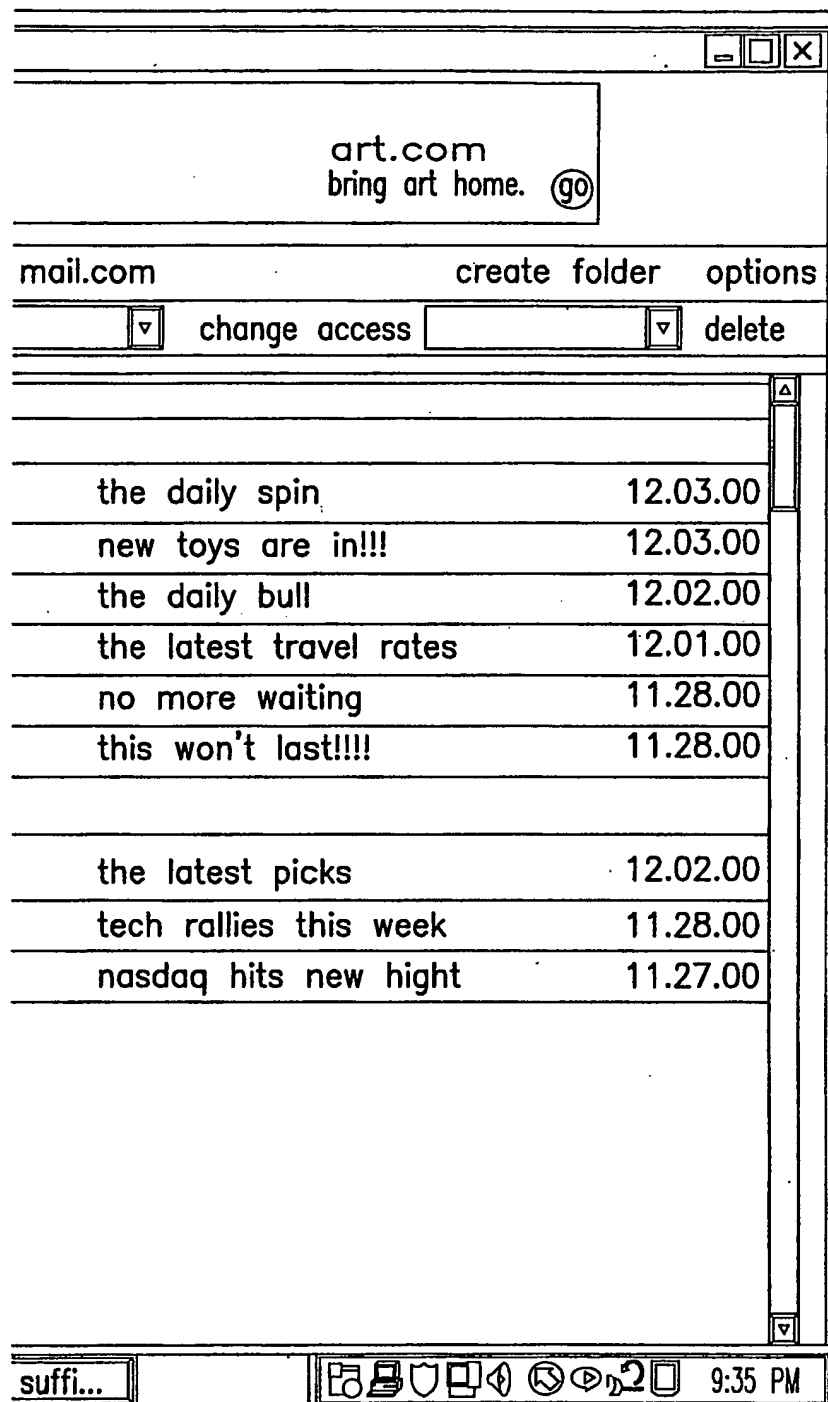 art.com
bring art home. go
mail.com create folder options
change access delete
the daily spin 12.03.00
new toys are in!!! 12.03.00
the daily bull 12.02.00
the latest travel rates 12.01.00
no more waiting 11.28.00
this won't last!!!! 11.28.00
the latest picks 12.02.00
tech rallies this week 11.28.00
nasdaq hits new hight 11.27.00
suffi... 9:35 PM